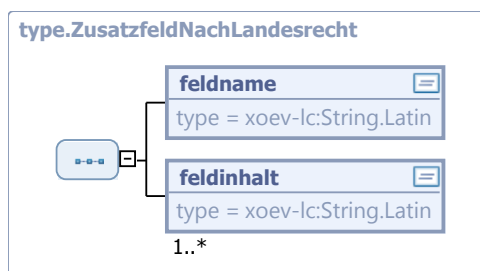 type.ZusatzfeldNachLandesrecht
feldname
type = xoev-lc:String.Latin
feldinhalt
type = xoev-lc:String.Latin
1..*